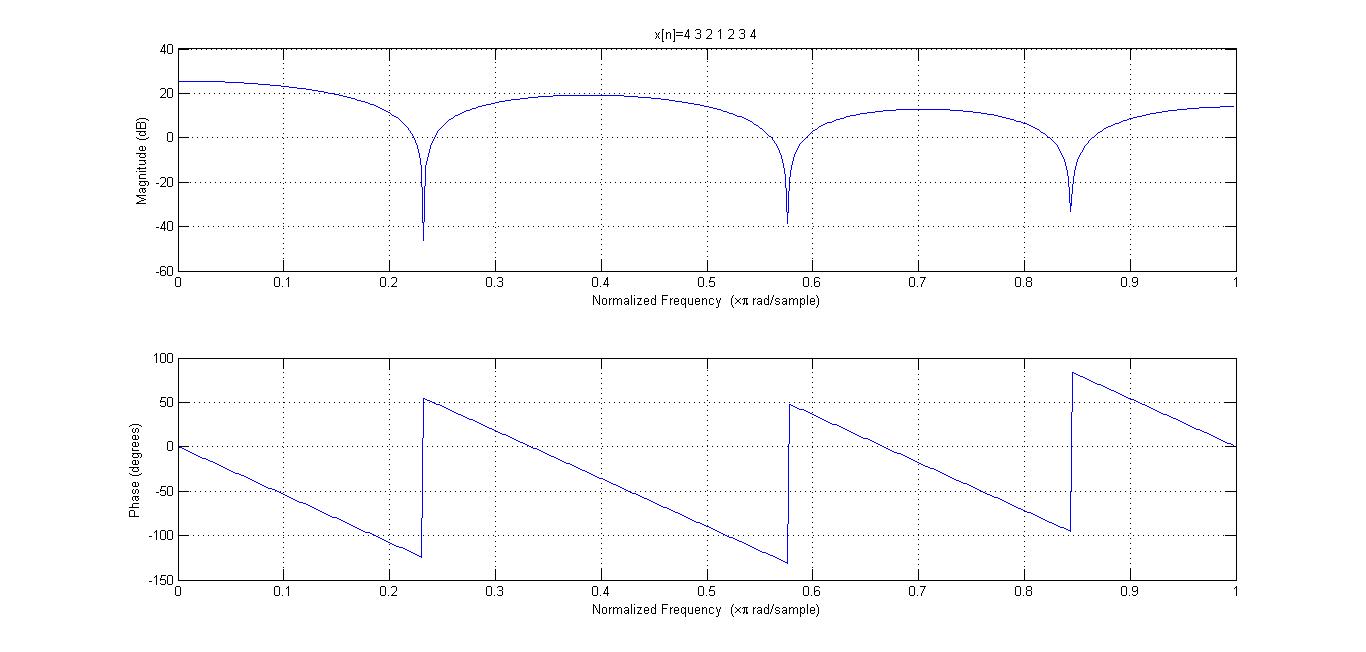 x[n]=4 3 2 1 2 3 4
40
20
0
-20
-40
-60
Magnitude (dB)
0 0.1 0.2 0.3 0.4 0.5 0.6 0.7 0.8 0.9 1
Normalized Frequency (×π rad/sample)
100
50
0
-50
-100
-150
Phase (degrees)
0 0.1 0.2 0.3 0.4 0.5 0.6 0.7 0.8 0.9 1
Normalized Frequency (×π rad/sample)